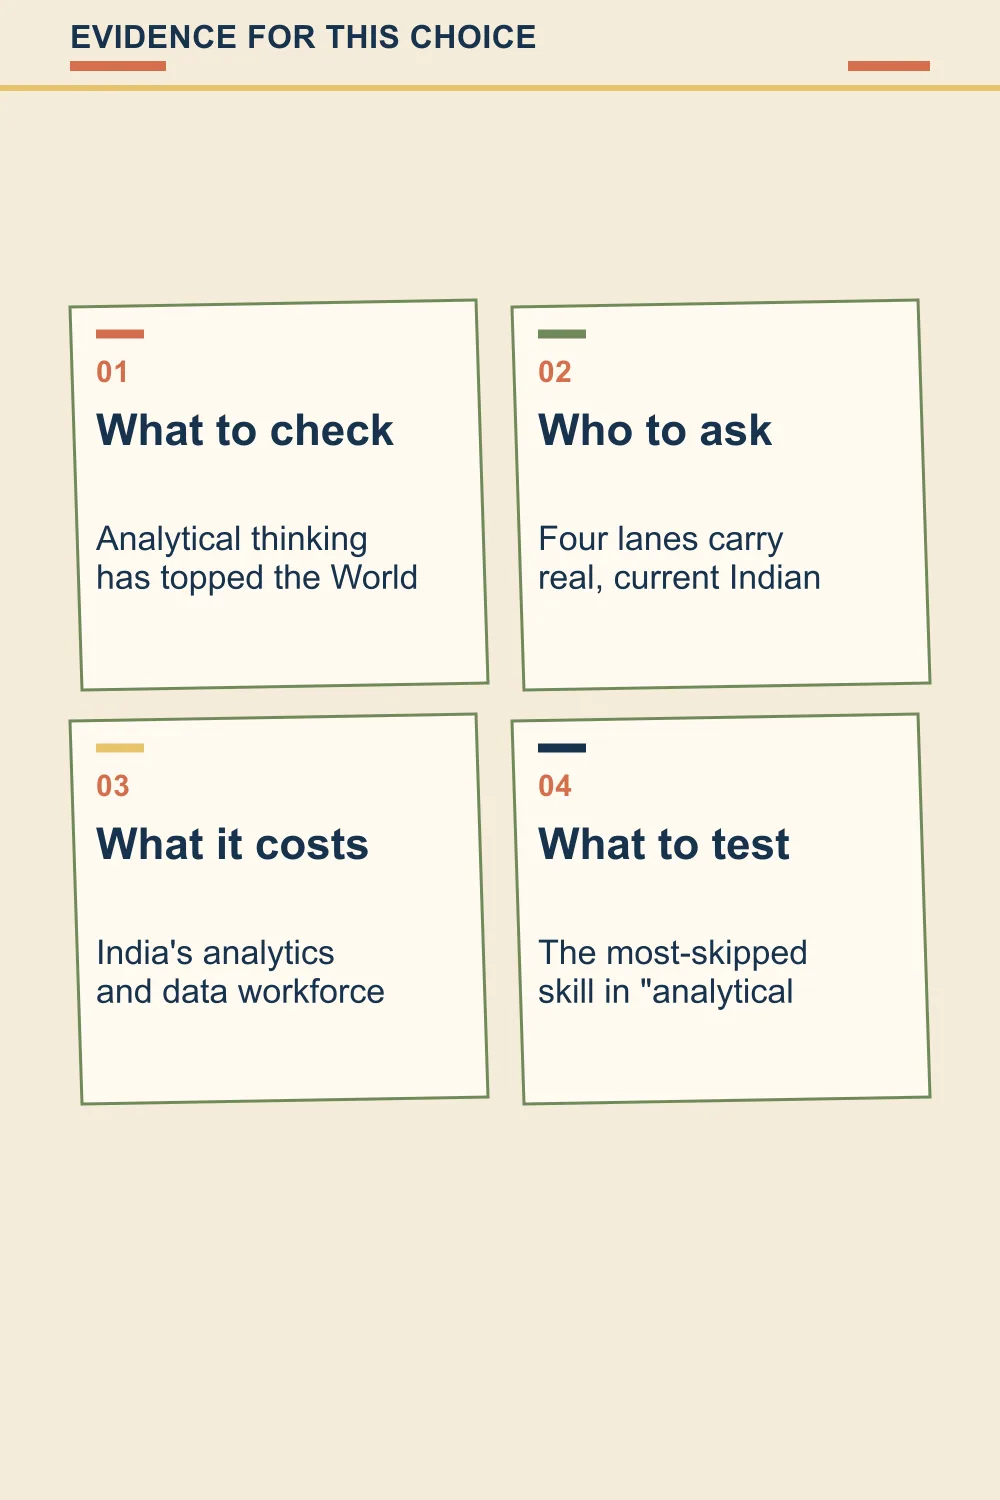 EVIDENCE FOR THIS CHOICE
01
What to check
Analytical thinking
has topped the World
02
Who to ask
Four lanes carry
real, current Indian
03
What it costs
India's analytics
and data workforce
04
What to test
The most-skipped
skill in "analytical